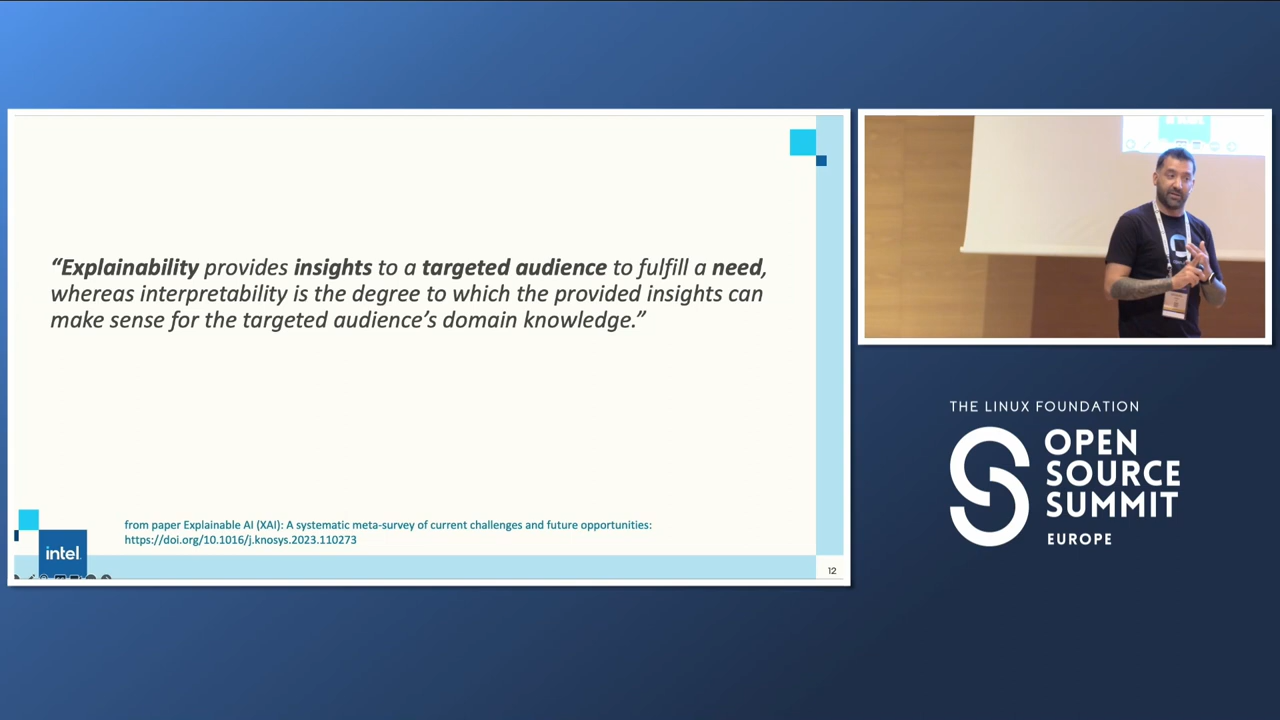 “Explainability provides insights to a targeted audience to fulfill a need,
whereas interpretability is the degree to which the provided insights can
make sense for the targeted audience’s domain knowledge.”
from paper Explainable AI (XAI): A systematic meta-survey of current challenges and future opportunities:
https://doi.org/10.1016/j.knosys.2023.110273
intel
12
THE LINUX FOUNDATION
OPEN
SOURCE
SUMMIT
EUROPE